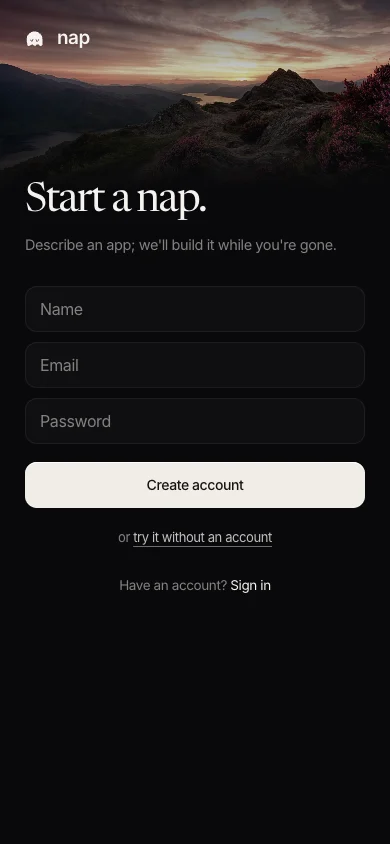 nap
Start a nap.
Describe an app; we'll build it while you're gone.
Name
Email
Password
Create account
or try it without an account
Have an account? Sign in